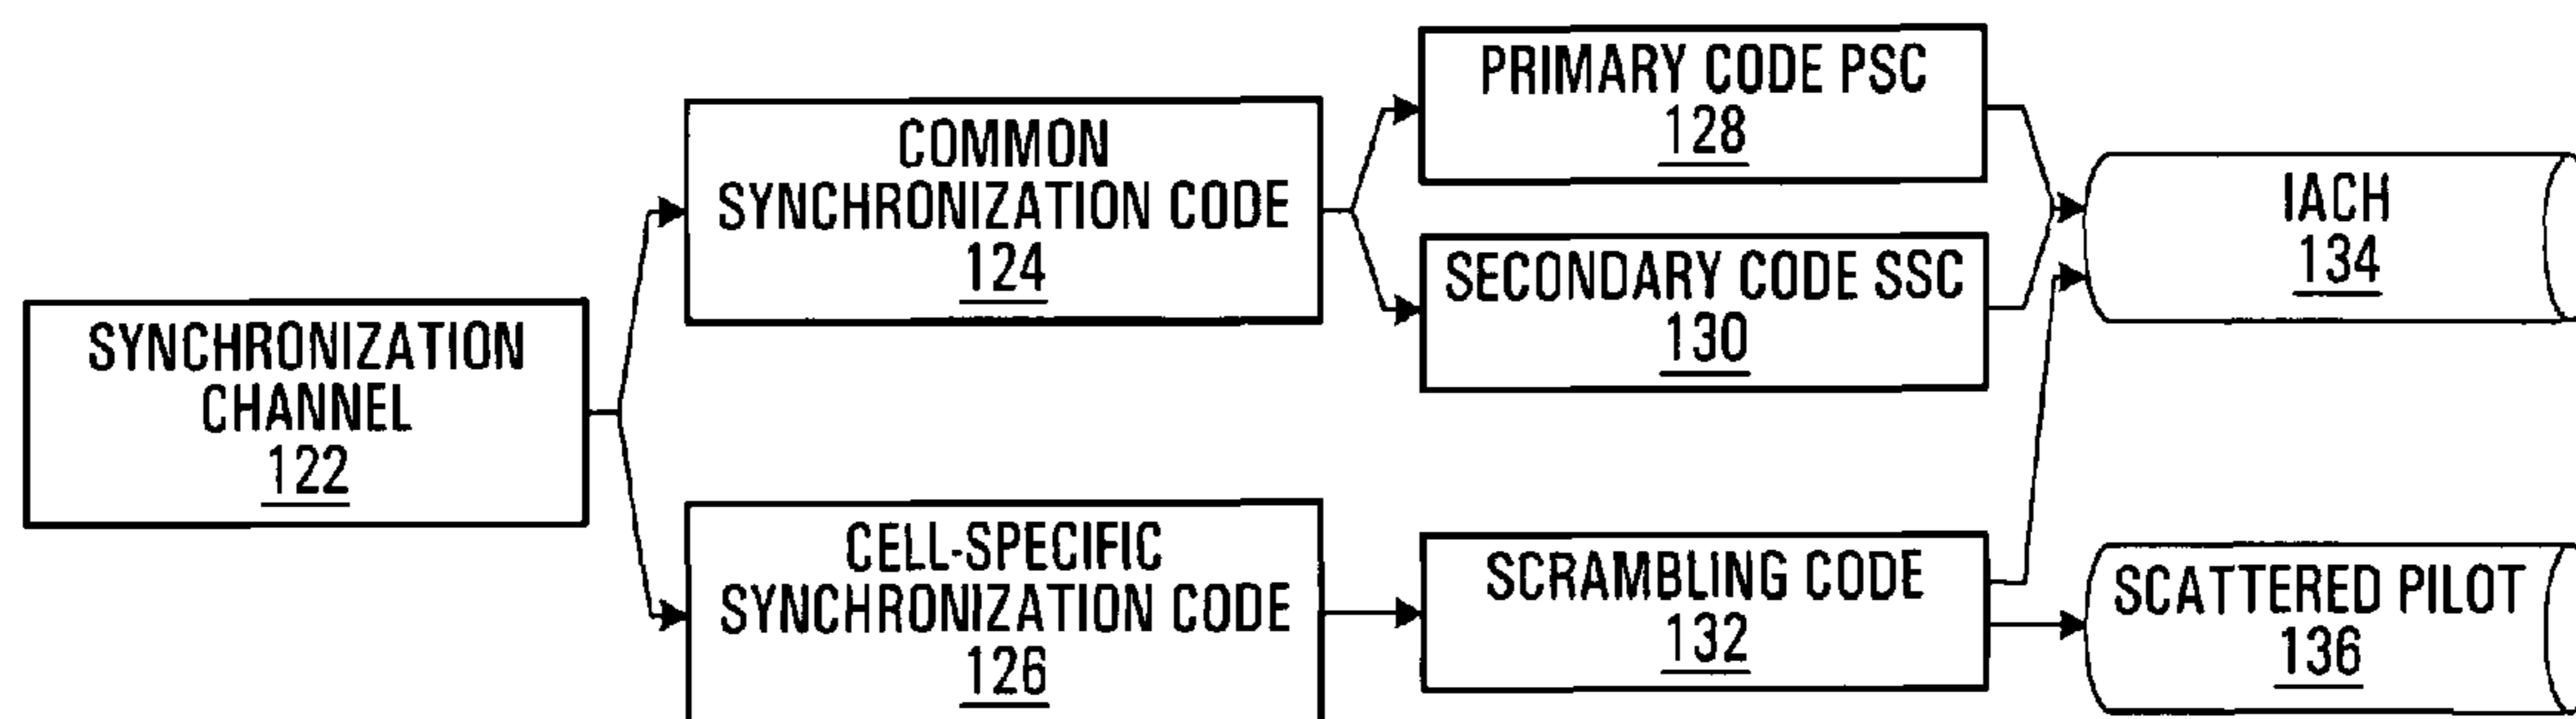 SYNCHRONIZATION
CHANNEL
122
COMMON
SYNCHRONIZATION CODE
124
CELL-SPECIFIC
SYNCHRONIZATION CODE
126
PRIMARY CODE PSC
128
SECONDARY CODE SSC
130
SCRAMBLING CODE
132
IACH
134
SCATTERED PILOT
136